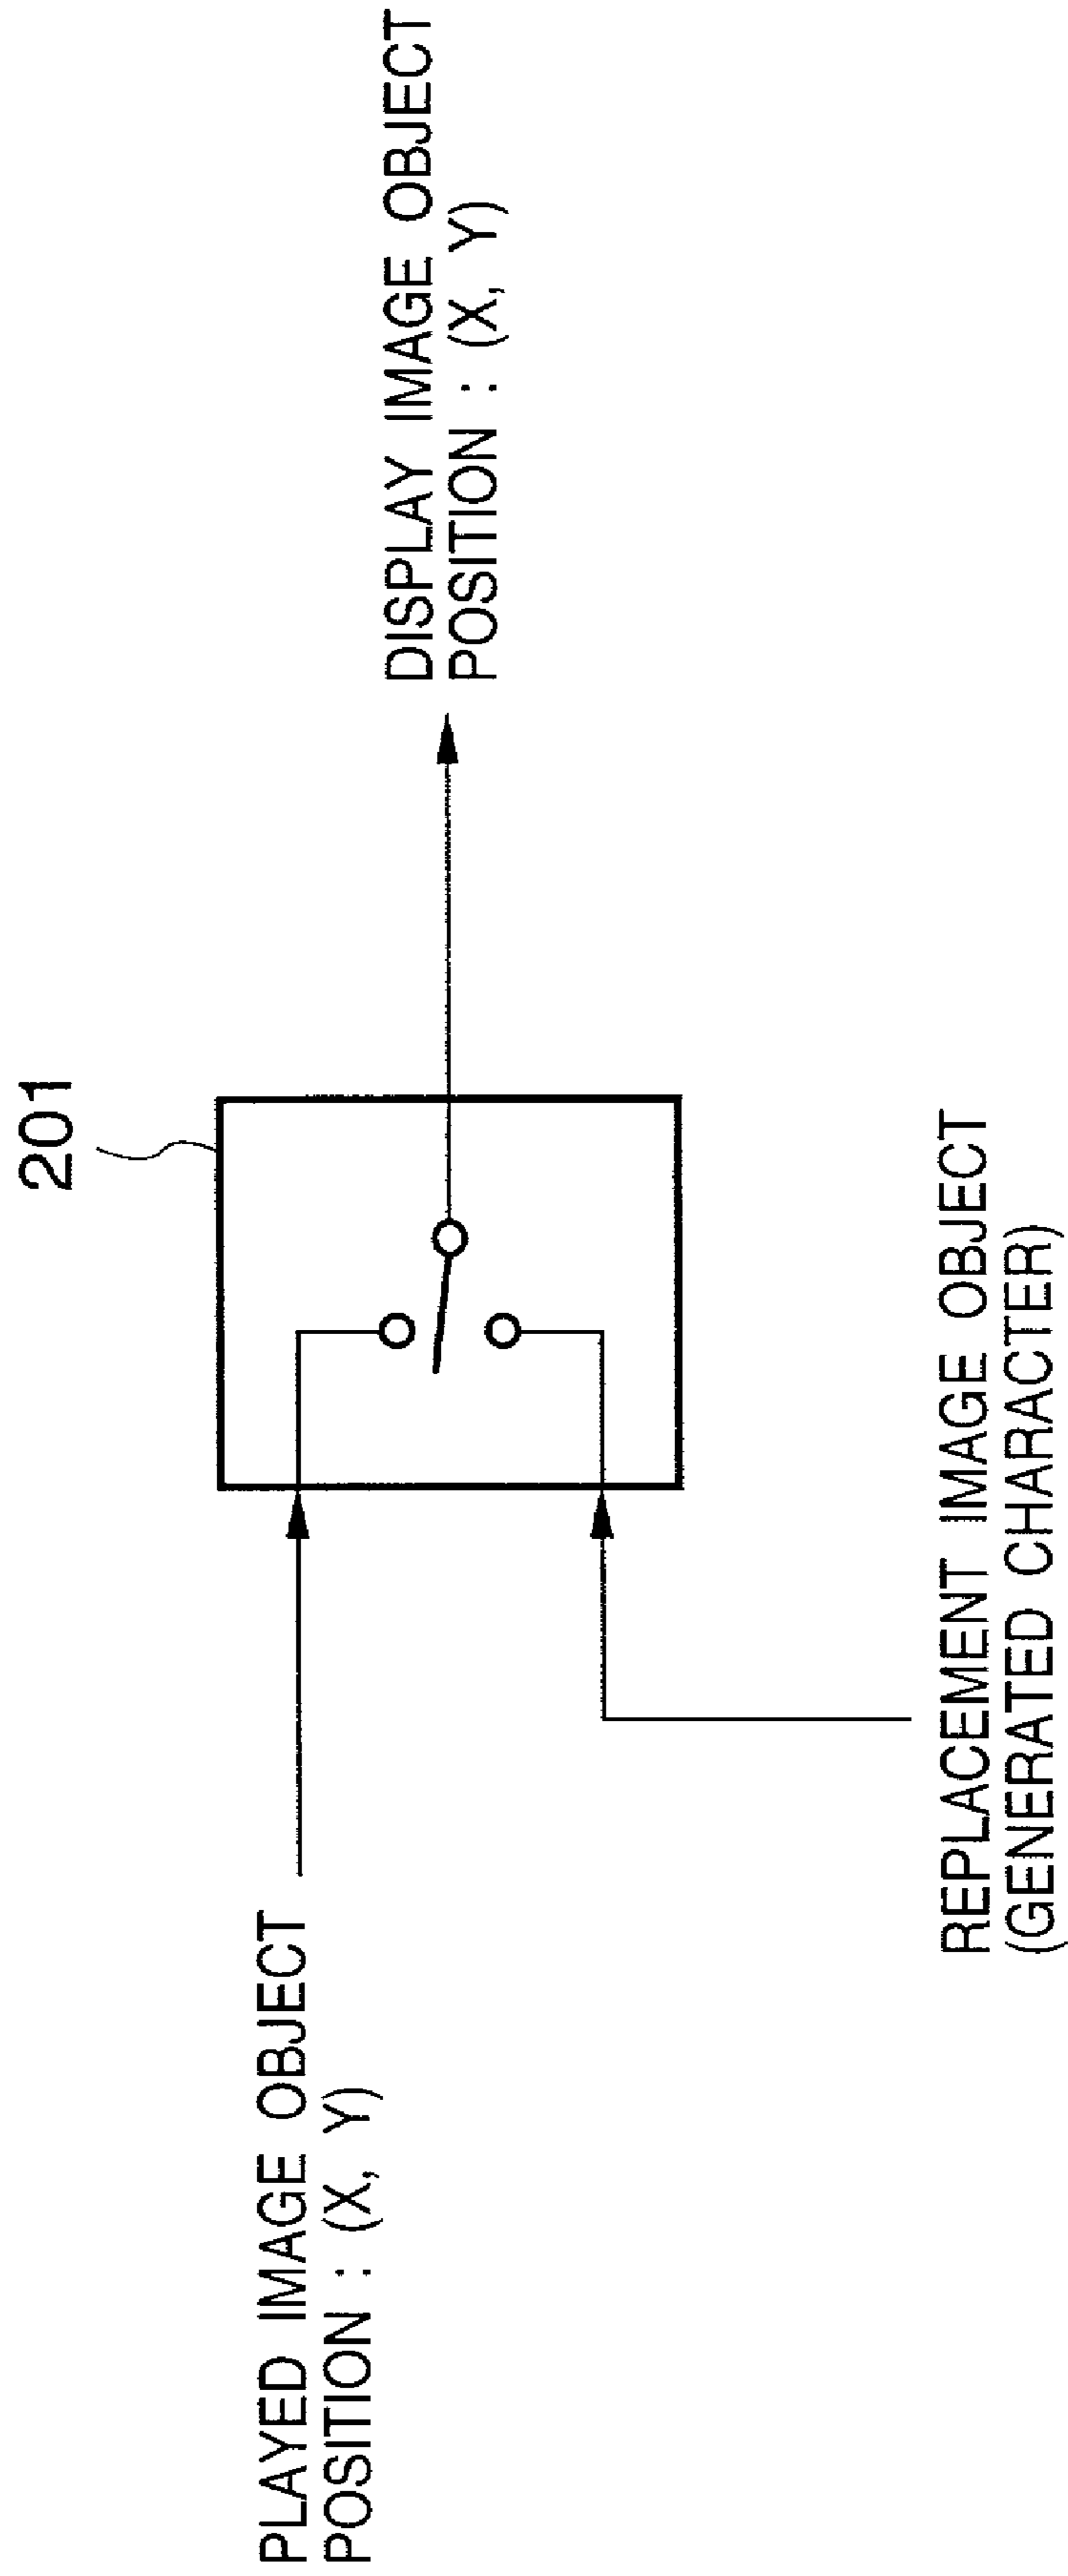 201
PLAYED IMAGE OBJECT
POSITION : (X, Y)
DISPLAY IMAGE OBJECT
POSITION : (X, Y)
REPLACEMENT IMAGE OBJECT
(GENERATED CHARACTER)